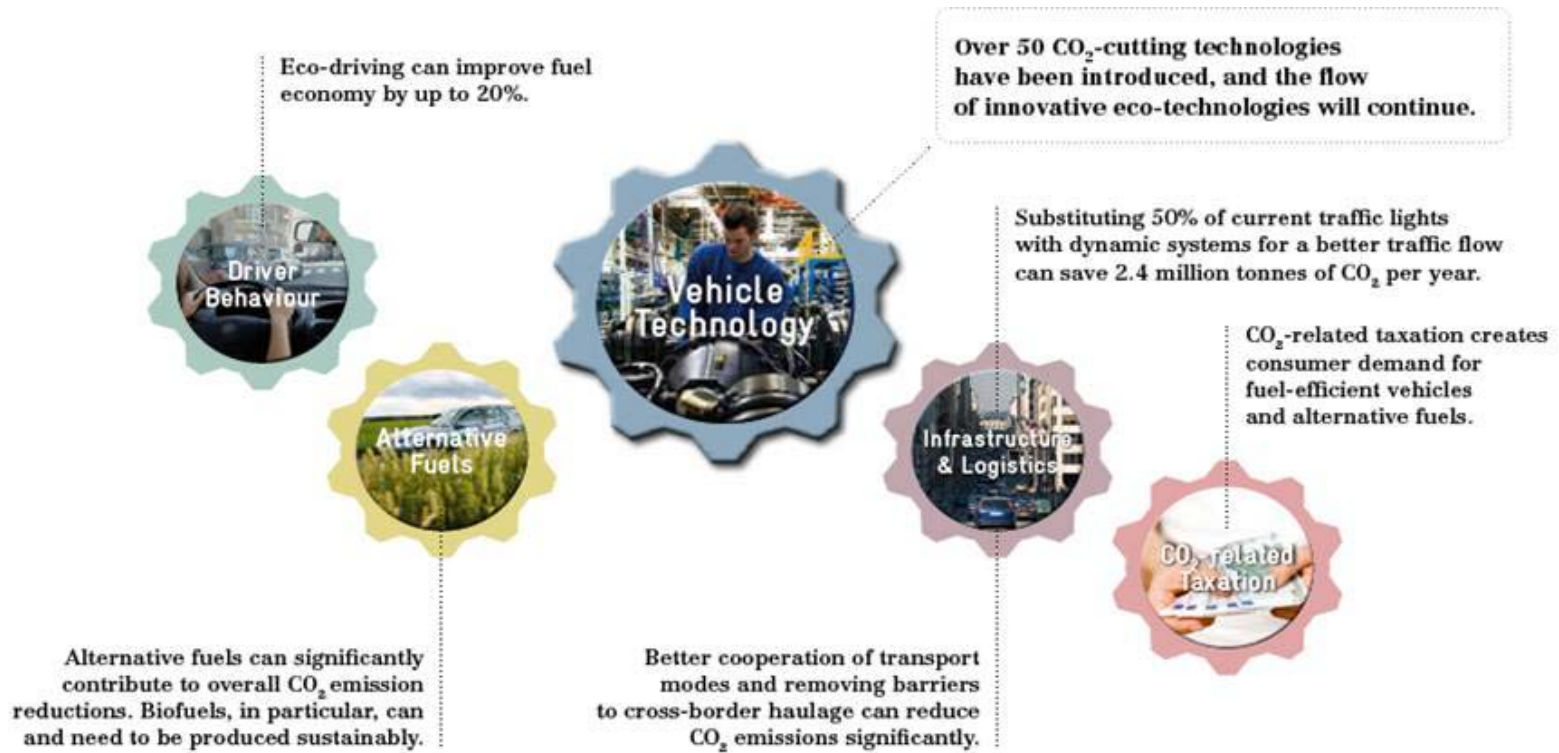 Eco-driving can improve fuel
economy by up to 20%.
Driver
Behaviour
Alternative
Fuels
Alternative fuels can significantly
contribute to overall CO₂ emission
reductions. Biofuels, in particular, can
and need to be produced sustainably.
Over 50 CO₂-cutting technologies
have been introduced, and the flow
of innovative eco-technologies will continue.
Vehicle
Technology
Substituting 50% of current traffic lights
with dynamic systems for a better traffic flow
can save 2.4 million tonnes of CO₂ per year.
Infrastructure
& Logistics
Better cooperation of transport
modes and removing barriers
to cross-border haulage can reduce
CO₂ emissions significantly.
CO₂-related taxation creates
consumer demand for
fuel-efficient vehicles
and alternative fuels.
CO₂-related
Taxation